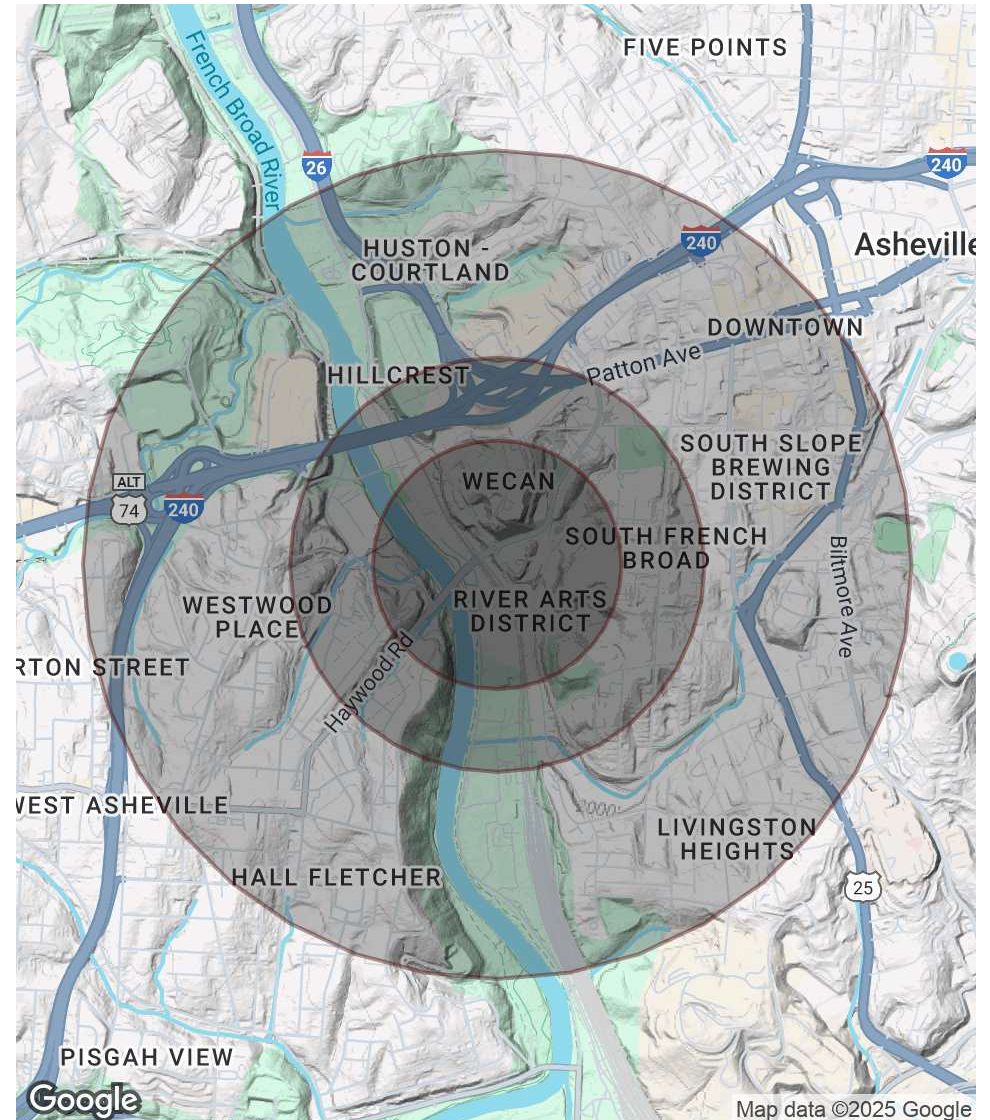 FIVE POINTS
French Broad River
26
240
Asheville
HUSTON -
COURTLAND
240
DOWNTOWN
Patton Ave
HILLCREST
SOUTH SLOPE
BREWING
DISTRICT
WECAN
ALT
74
240
SOUTH FRENCH
BROAD
Biltmore Ave
WESTWOOD
PLACE
RIVER ARTS
DISTRICT
RTON STREET
Haywood Rd
WEST ASHEVILLE
2000'
LIVINGSTON
HEIGHTS
HALL FLETCHER
25
PISGAH VIEW
Google
Map data ©2025 Google